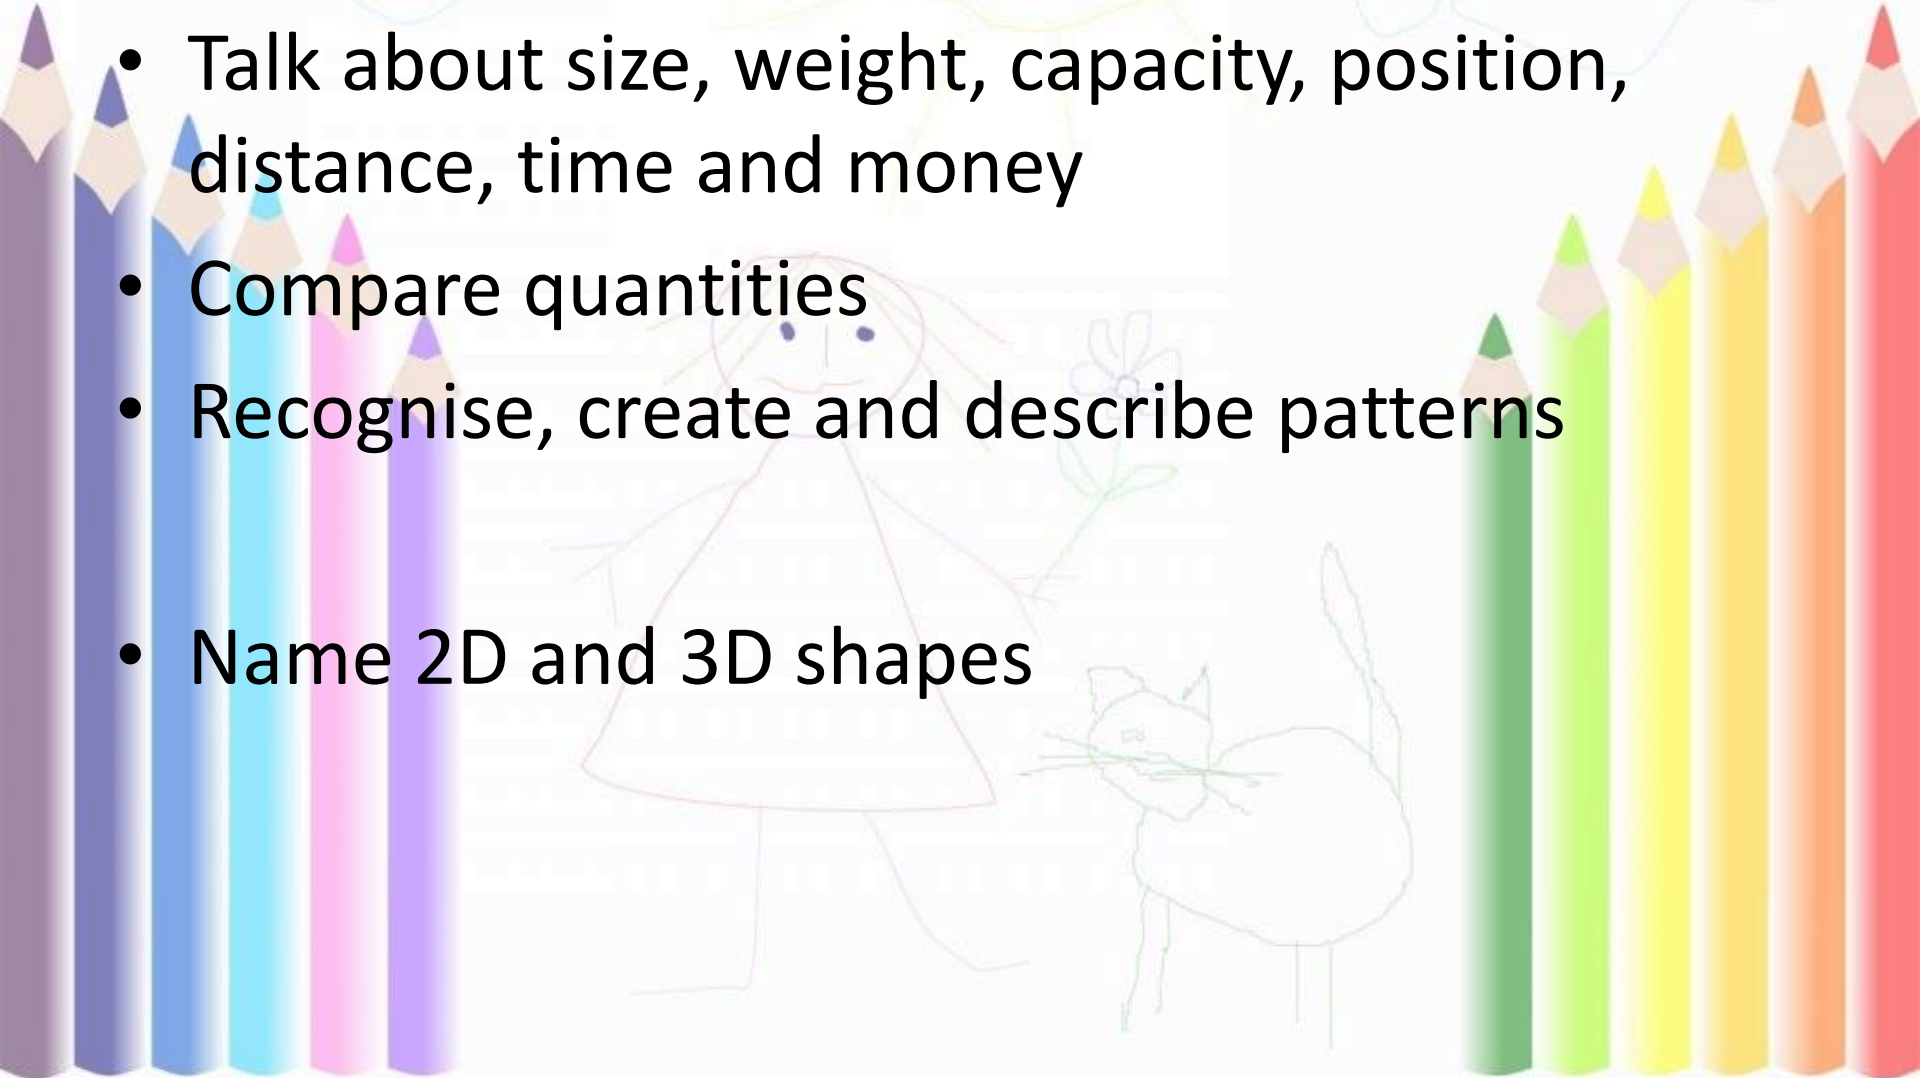 • Talk about size, weight, capacity, position,
distance, time and money
• Compare quantities
• Recognise, create and describe patterns
• Name 2D and 3D shapes